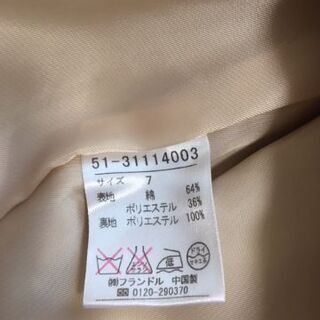 51-31114003
サイズ 7
表地 綿 64%
ポリエステル 36%
裏地 ポリエステル 100%
低 ドライ
㈱フランドル 中国製
0120-290370